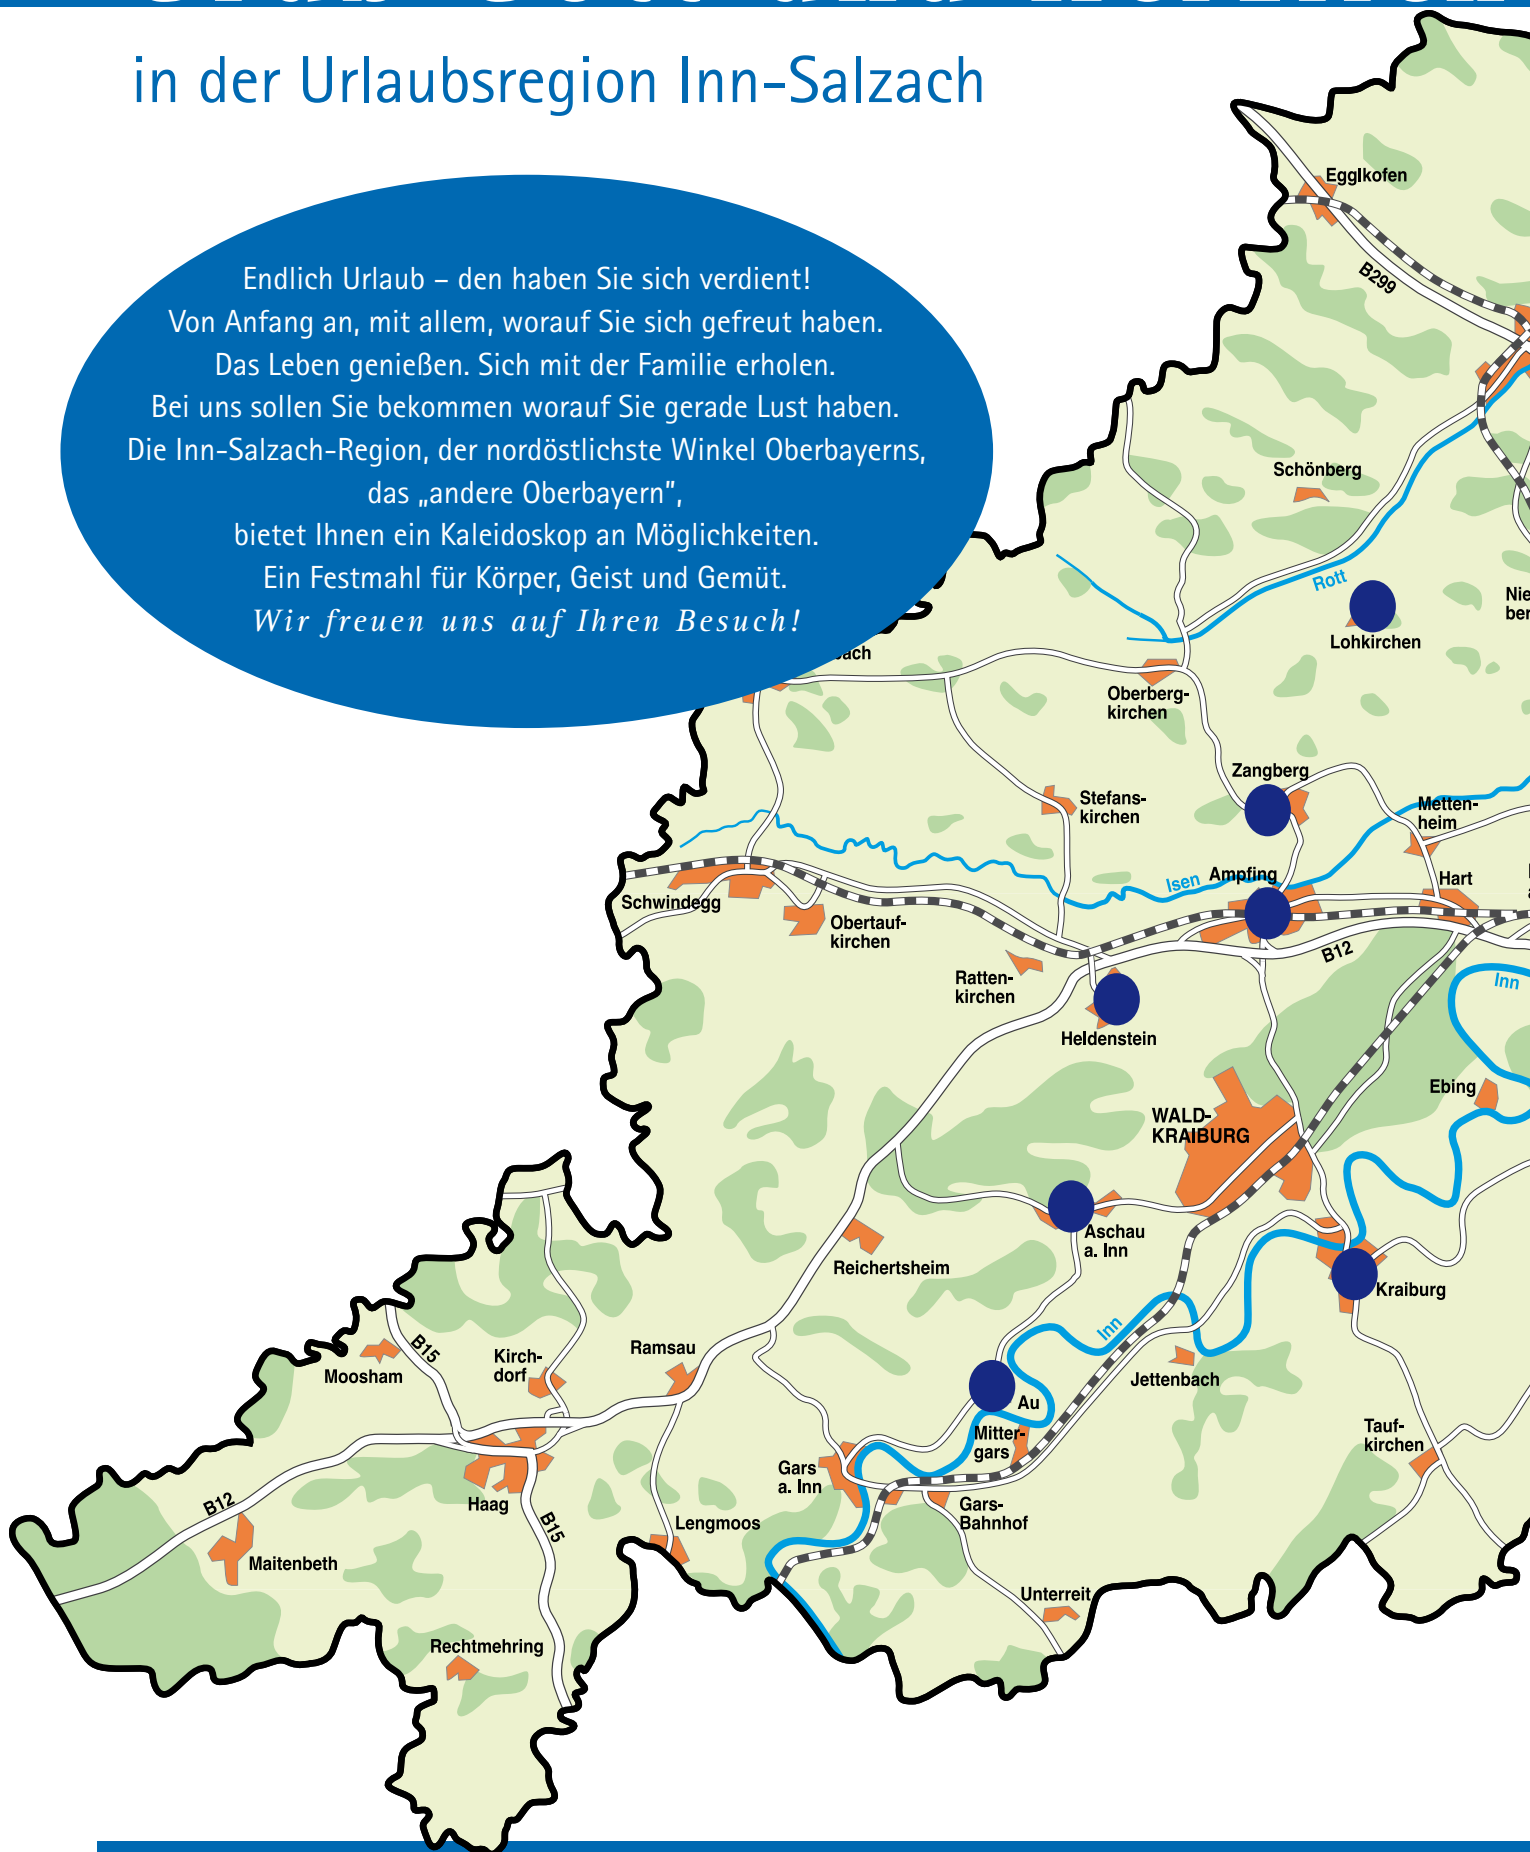 in der Urlaubsregion Inn-Salzach
Endlich Urlaub – den haben Sie sich verdient!
Von Anfang an, mit allem, worauf Sie sich gefreut haben.
Das Leben genießen. Sich mit der Familie erholen.
Bei uns sollen Sie bekommen worauf Sie gerade Lust haben.
Die Inn-Salzach-Region, der nordöstlichste Winkel Oberbayerns,
das „andere Oberbayern”,
bietet Ihnen ein Kaleidoskop an Möglichkeiten.
Ein Festmahl für Körper, Geist und Gemüt.
Wir freuen uns auf Ihren Besuch!
Egglkofen
B299
Schönberg
Rott
Lohkirchen
Oberberg-
kirchen
Zangberg
Stefans-
kirchen
Metten-
heim
Isen
Ampfing
Hart
Schwindegg
Obertauf-
kirchen
B12
Ratten-
kirchen
Inn
Heldenstein
Ebing
WALD-
KRAIBURG
Aschau
a. Inn
Reichertsheim
Kraiburg
Inn
B15
Moosham
Kirch-
dorf
Ramsau
Jettenbach
Au
Mitter-
gars
Tauf-
kirchen
Gars
a. Inn
B12
Haag
B15
Lengmoos
Gars-
Bahnhof
Maitenbeth
Unterreit
Rechtmehring